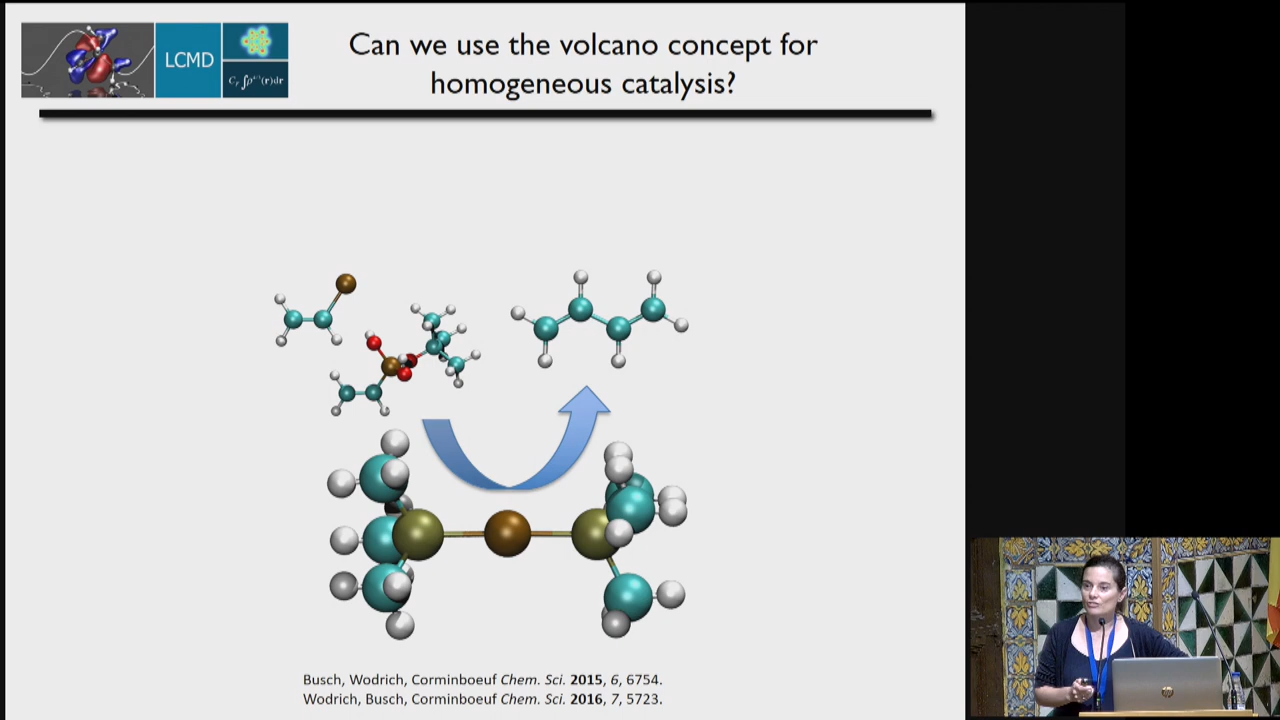 LCMD
Can we use the volcano concept for
homogeneous catalysis?
Busch, Wodrich, Corminboeuf Chem. Sci. 2015, 6, 6754.
Wodrich, Busch, Corminboeuf Chem. Sci. 2016, 7, 5723.